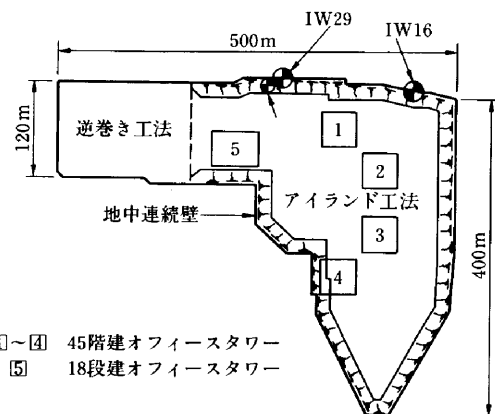 IW29
500m
IW16
120m
逆巻き工法
1
5
2
アイランド工法
地中連続壁
3
400m
4
~4 45階建オフィースタワー
5 18段建オフィースタワー